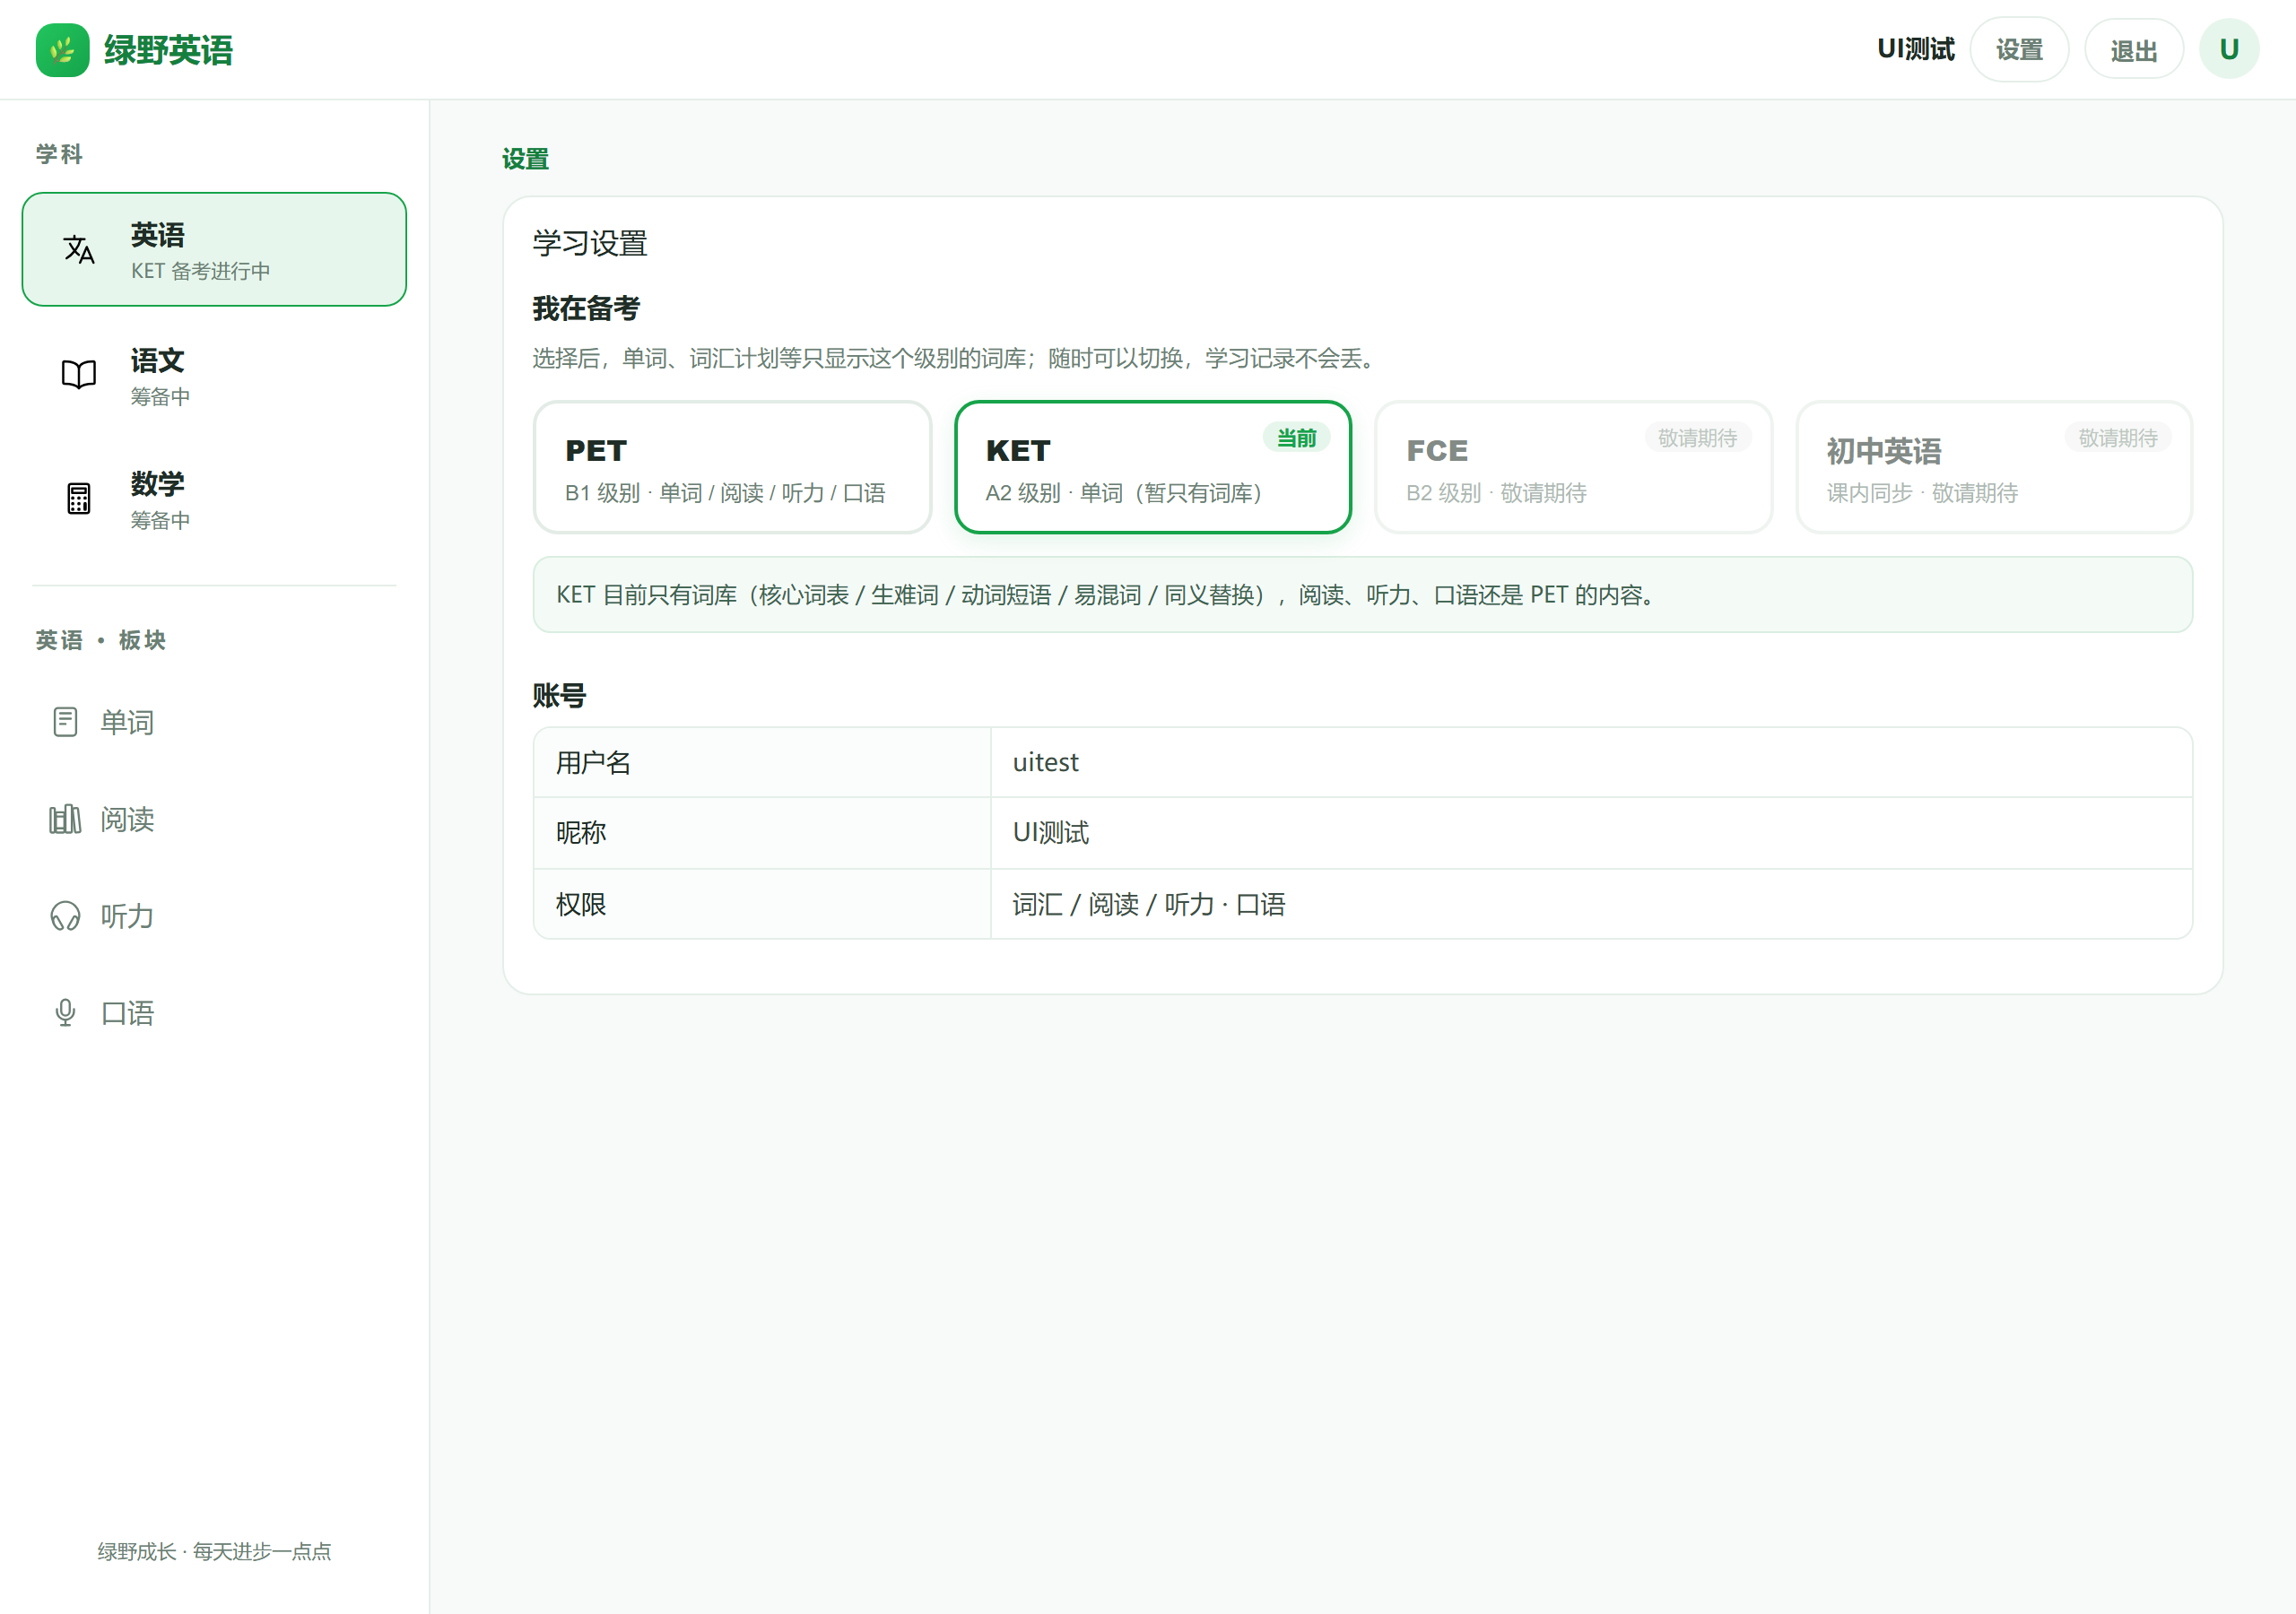 绿野英语
UI测试
设置
退出
U
学科
英语
KET 备考进行中
语文
筹备中
数学
筹备中
英语 • 板块
单词
阅读
听力
口语
绿野成长 · 每天进步一点点
设置
学习设置
我在备考
选择后，单词、词汇计划等只显示这个级别的词库；随时可以切换，学习记录不会丢。
PET
B1 级别 · 单词 / 阅读 / 听力 / 口语
KET
当前
A2 级别 · 单词（暂只有词库）
FCE
敬请期待
B2 级别 · 敬请期待
初中英语
敬请期待
课内同步 · 敬请期待
KET 目前只有词库（核心词表 / 生难词 / 动词短语 / 易混词 / 同义替换），阅读、听力、口语还是 PET 的内容。
账号
用户名 uitest
昵称 UI测试
权限 词汇 / 阅读 / 听力 · 口语